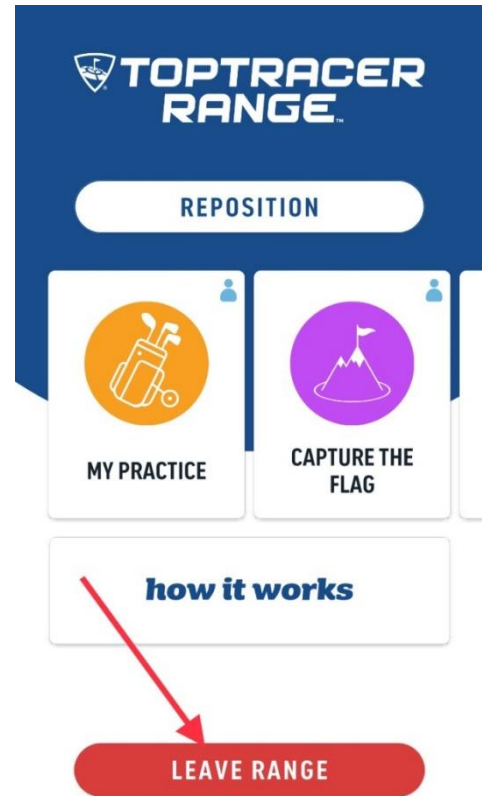 TOPTRACER
RANGE™
REPOSITION
MY PRACTICE
CAPTURE THE
FLAG
how it works
LEAVE RANGE